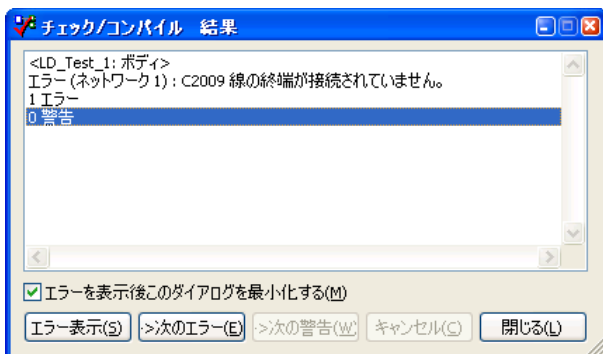 チェック/コンパイル 結果
<LD_Test_1: ボディ>
エラー (ネットワーク 1) : C2009 線の終端が接続されていません。
1 エラー
0 警告
エラーを表示後このダイアログを最小化する(M)
エラー表示(S)
->次のエラー(E)
->次の警告(W)
キャンセル(C)
閉じる(L)